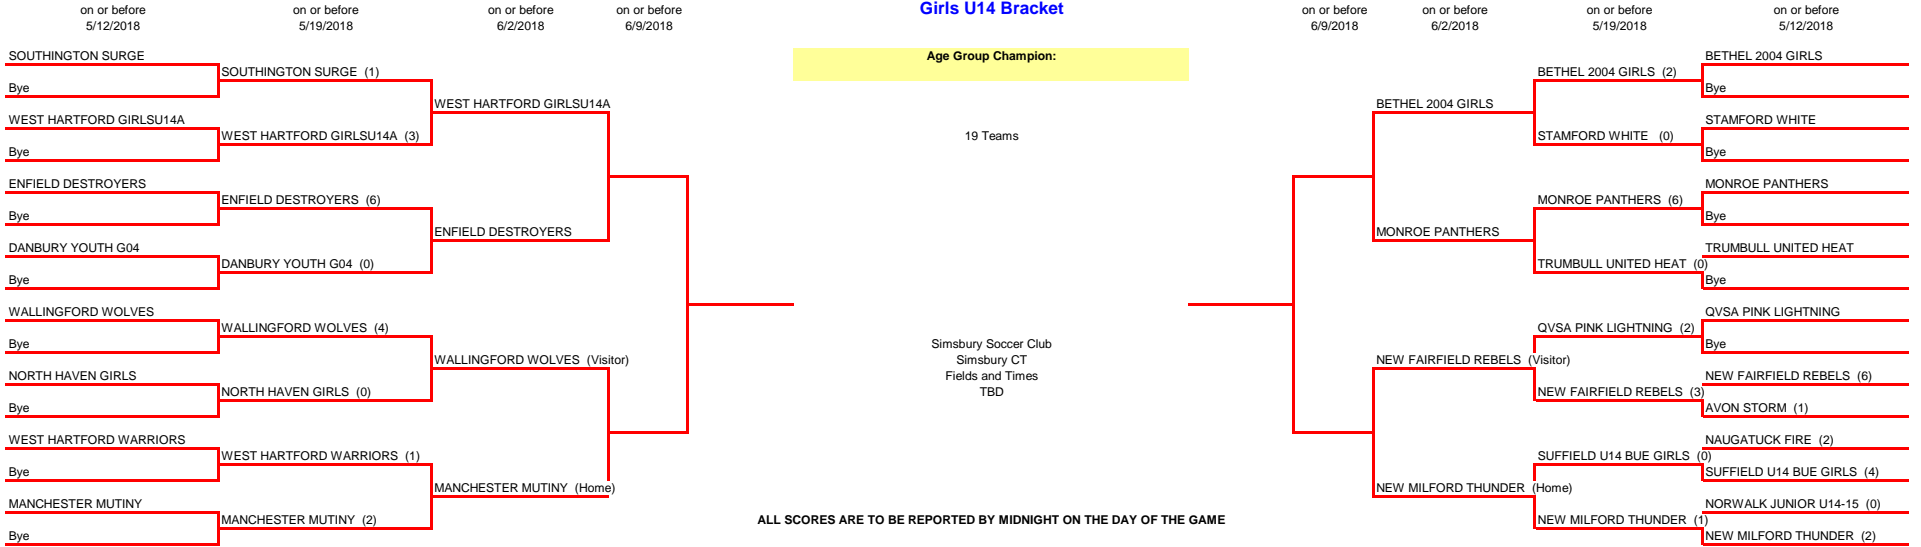 Girls U14 Bracket
on or before
5/12/2018
on or before
5/19/2018
on or before
6/2/2018
on or before
6/9/2018
on or before
6/9/2018
on or before
6/2/2018
on or before
5/19/2018
on or before
5/12/2018
SOUTHINGTON SURGE
Bye
WEST HARTFORD GIRLSU14A
Bye
ENFIELD DESTROYERS
Bye
DANBURY YOUTH G04
Bye
WALLINGFORD WOLVES
Bye
NORTH HAVEN GIRLS
Bye
WEST HARTFORD WARRIORS
Bye
MANCHESTER MUTINY
Bye
SOUTHINGTON SURGE (1)
WEST HARTFORD GIRLSU14A (3)
ENFIELD DESTROYERS (6)
DANBURY YOUTH G04 (0)
WALLINGFORD WOLVES (4)
NORTH HAVEN GIRLS (0)
WEST HARTFORD WARRIORS (1)
MANCHESTER MUTINY (2)
WEST HARTFORD GIRLSU14A
ENFIELD DESTROYERS
WALLINGFORD WOLVES (Visitor)
MANCHESTER MUTINY (Home)
Age Group Champion:
19 Teams
Simsbury Soccer Club
Simsbury CT
Fields and Times
TBD
ALL SCORES ARE TO BE REPORTED BY MIDNIGHT ON THE DAY OF THE GAME
BETHEL 2004 GIRLS
MONROE PANTHERS
NEW FAIRFIELD REBELS (Visitor)
NEW MILFORD THUNDER (Home)
BETHEL 2004 GIRLS (2)
STAMFORD WHITE (0)
MONROE PANTHERS (6)
TRUMBULL UNITED HEAT (0)
QVSA PINK LIGHTNING (2)
NEW FAIRFIELD REBELS (3)
SUFFIELD U14 BUE GIRLS (0)
NEW MILFORD THUNDER (1)
BETHEL 2004 GIRLS
Bye
STAMFORD WHITE
Bye
MONROE PANTHERS
Bye
TRUMBULL UNITED HEAT
Bye
QVSA PINK LIGHTNING
Bye
NEW FAIRFIELD REBELS (6)
AVON STORM (1)
NAUGATUCK FIRE (2)
SUFFIELD U14 BUE GIRLS (4)
NORWALK JUNIOR U14-15 (0)
NEW MILFORD THUNDER (2)